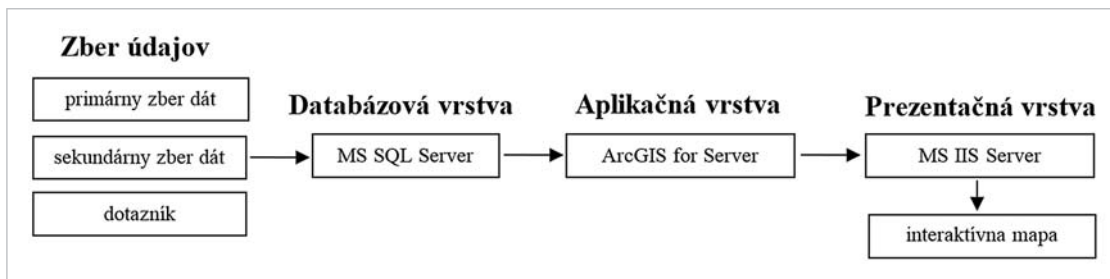 Zber údajov
primárny zber dát
sekundárny zber dát
dotazník
Databázová vrstva
MS SQL Server
Aplikačná vrstva
ArcGIS for Server
Prezentačná vrstva
MS IIS Server
interaktívna mapa